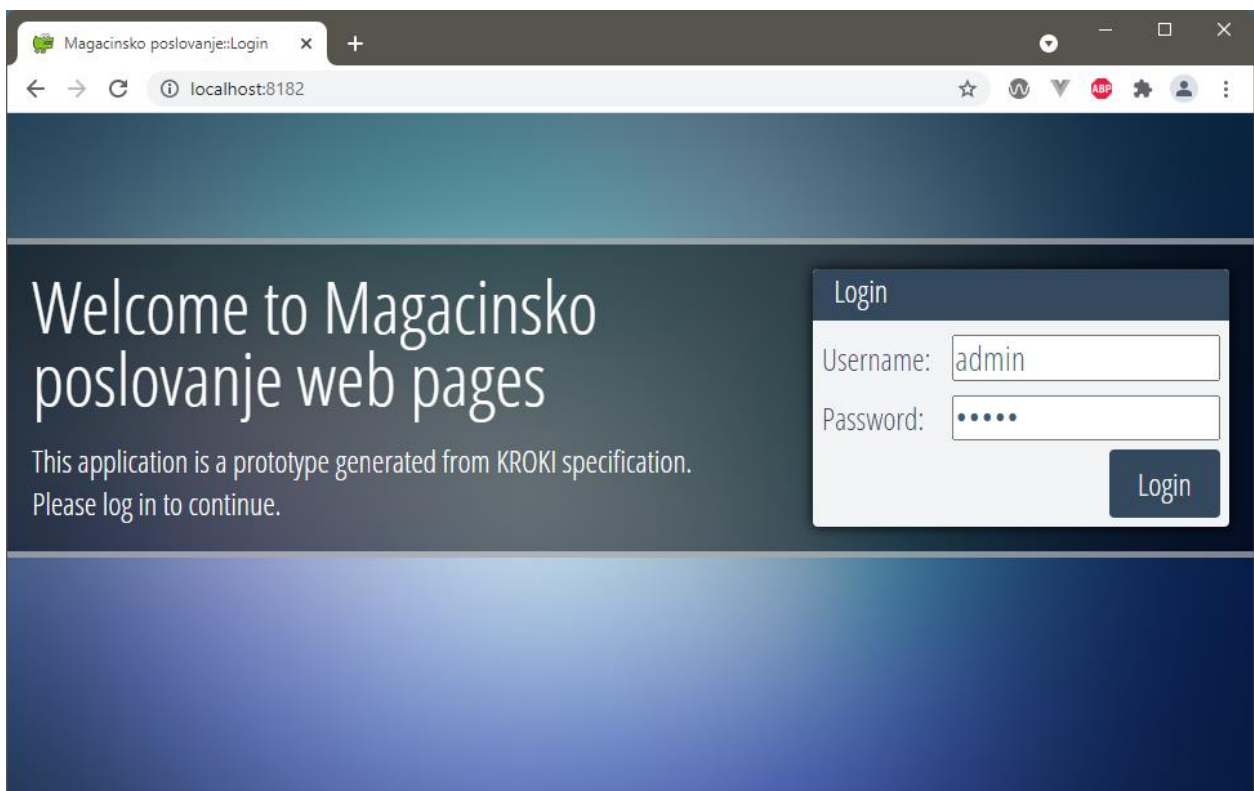 Magacinsko poslovanje::Login
localhost:8182
ABP
Welcome to Magacinsko
poslovanje web pages
This application is a prototype generated from KROKI specification.
Please log in to continue.
Login
Username: admin
Password: •••••
Login